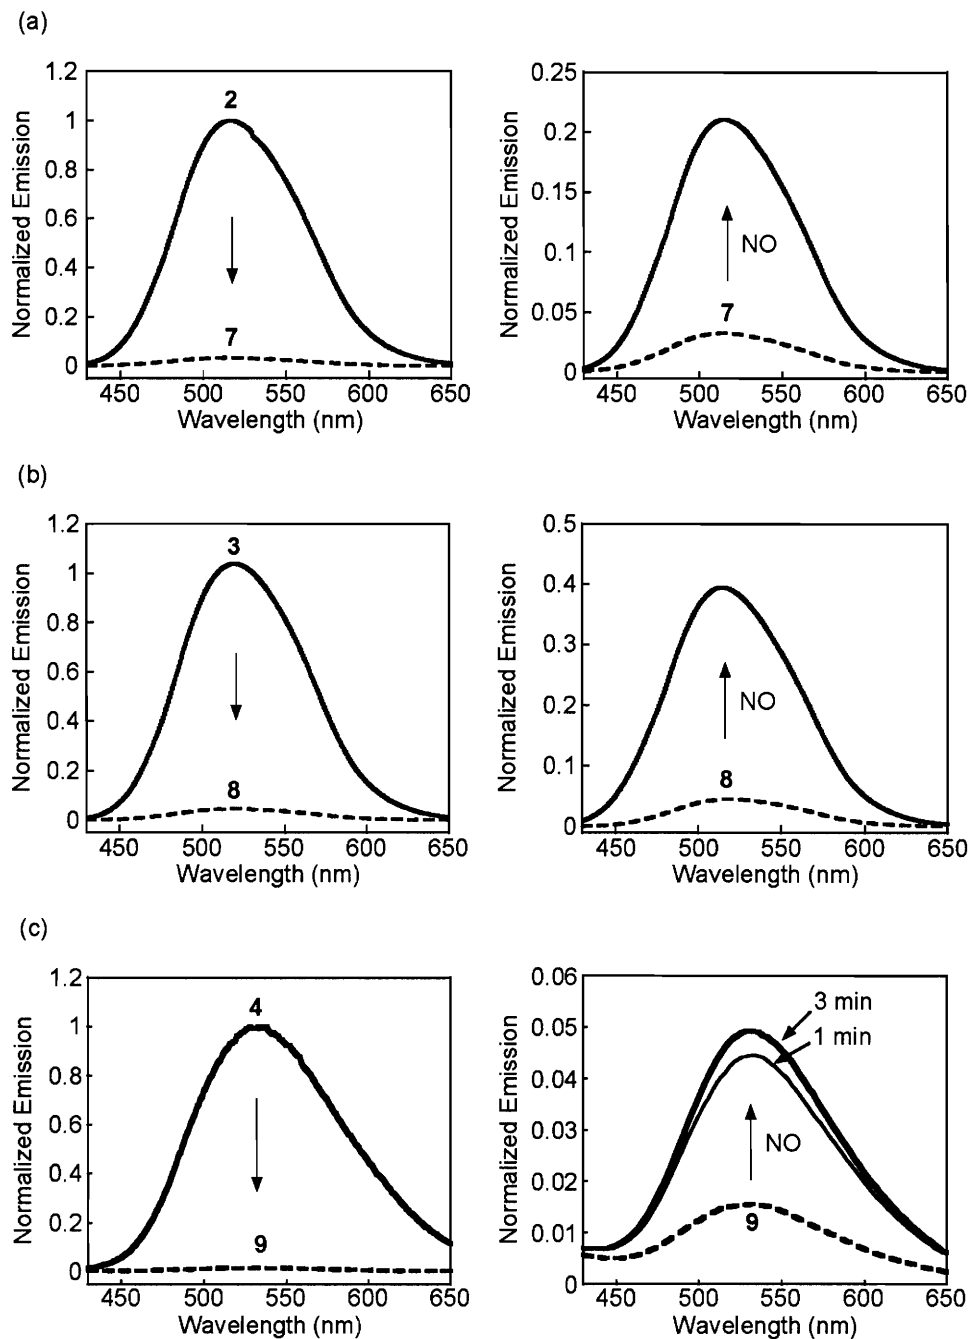 (a)
1.2
1
0.8
0.6
0.4
0.2
0
Normalized Emission
2
7
450 500 550 600 650
Wavelength (nm)
0.25
0.2
0.15
0.1
0.05
0
Normalized Emission
NO
7
450 500 550 600 650
Wavelength (nm)
(b)
1.2
1
0.8
0.6
0.4
0.2
0
Normalized Emission
3
8
450 500 550 600 650
Wavelength (nm)
0.5
0.4
0.3
0.2
0.1
0
Normalized Emission
NO
8
450 500 550 600 650
Wavelength (nm)
(c)
1.2
1
0.8
0.6
0.4
0.2
0
Normalized Emission
4
9
450 500 550 600 650
Wavelength (nm)
0.06
0.05
0.04
0.03
0.02
0.01
0
Normalized Emission
3 min
1 min
NO
9
450 500 550 600 650
Wavelength (nm)